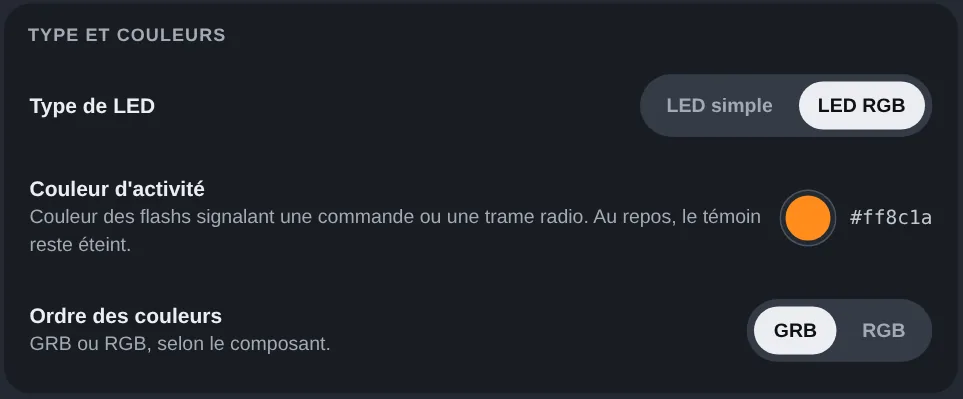 TYPE ET COULEURS
Type de LED
LED simple
LED RGB
Couleur d'activité
Couleur des flashs signalant une commande ou une trame radio. Au repos, le témoin
reste éteint.
#ff8c1a
Ordre des couleurs
GRB ou RGB, selon le composant.
GRB
RGB